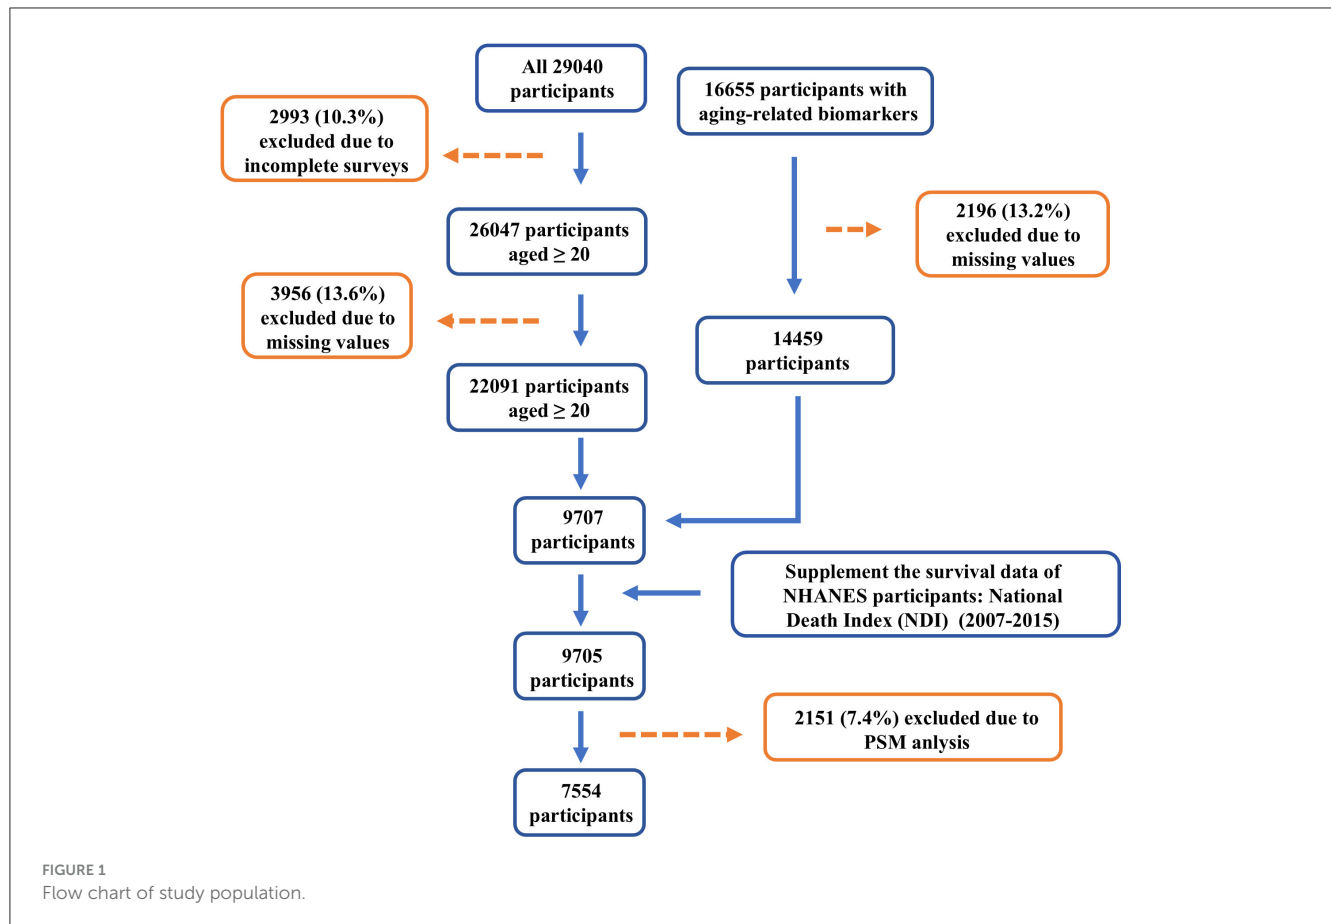 All 29040
participants
16655 participants with
aging-related biomarkers
2993 (10.3%)
excluded due to
incomplete surveys
26047 participants
aged ≥ 20
2196 (13.2%)
excluded due to
missing values
3956 (13.6%)
excluded due to
missing values
14459
participants
22091 participants
aged ≥ 20
9707
participants
Supplement the survival data of
NHANES participants: National
Death Index (NDI)  (2007-2015)
9705
participants
2151 (7.4%) excluded due to
PSM anlysis
7554
participants
FIGURE 1
Flow chart of study population.